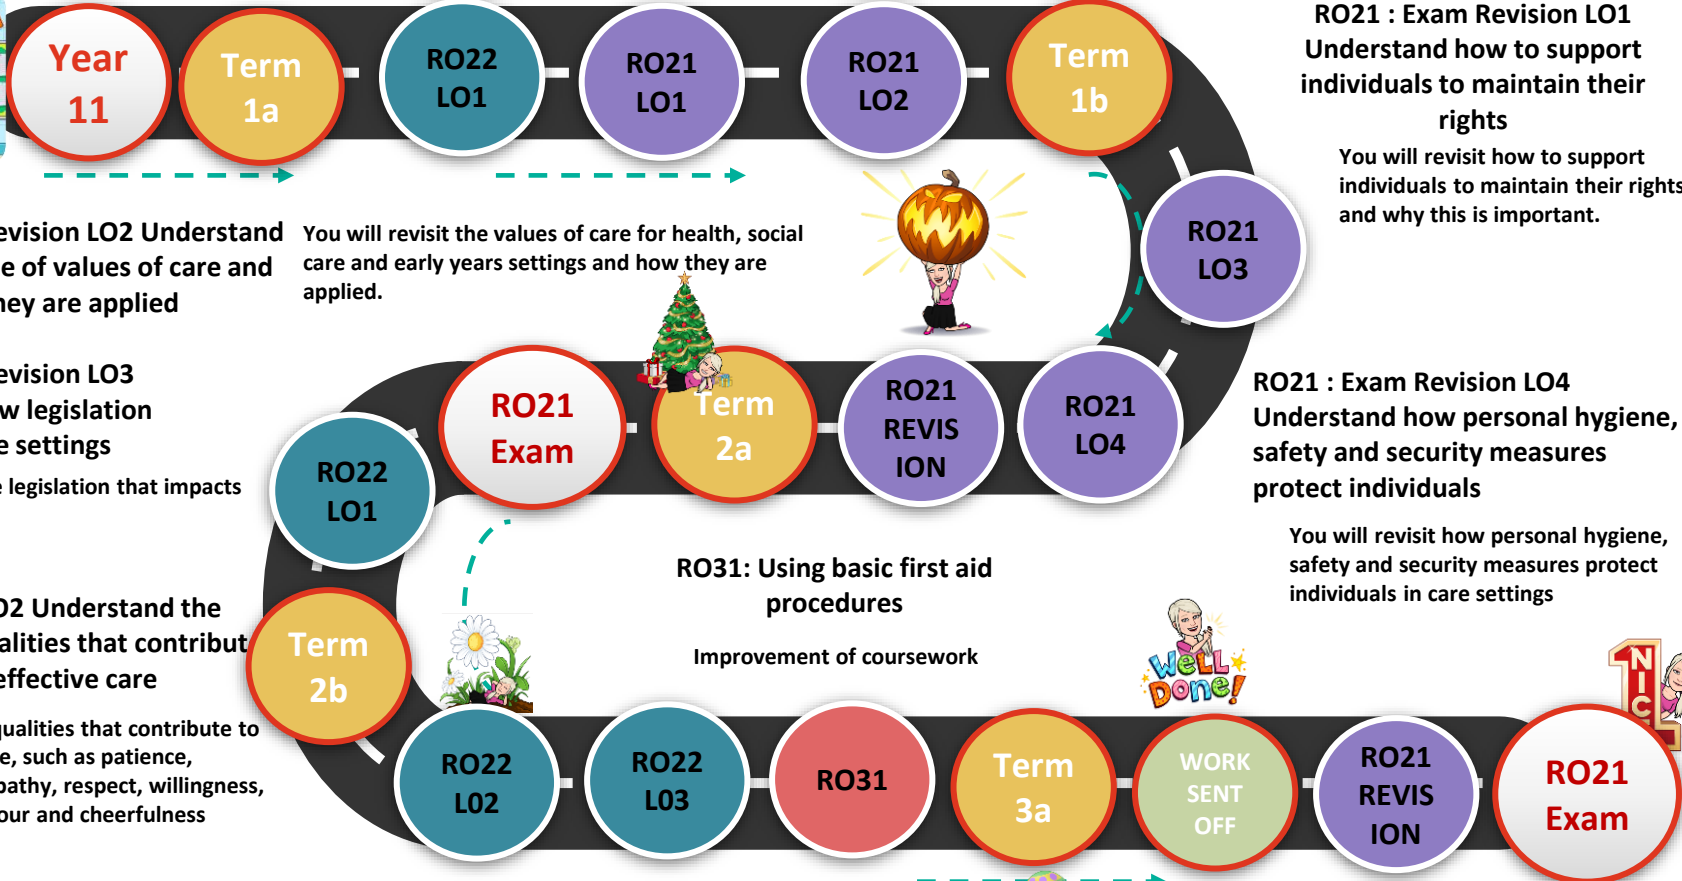 Year
11
Term
1a
RO22
LO1
RO21
LO1
RO21
LO2
Term
1b
RO21 : Exam Revision LO1
Understand how to support
individuals to maintain their
rights
You will revisit how to support
individuals to maintain their rights
and why this is important.
RO21
LO3
evision LO2 Understand
e of values of care and
hey are applied
You will revisit the values of care for health, social
care and early years settings and how they are
applied.
evision LO3
w legislation
e settings
e legislation that impacts
RO21
Exam
Term
2a
RO21
REVIS
ION
RO21
LO4
RO21 : Exam Revision LO4
Understand how personal hygiene,
safety and security measures
protect individuals
You will revisit how personal hygiene,
safety and security measures protect
individuals in care settings
RO22
LO1
RO31: Using basic first aid
procedures
Improvement of coursework
O2 Understand the
alities that contribut
effective care
qualities that contribute to
e, such as patience,
pathy, respect, willingness,
our and cheerfulness
Term
2b
WELL
DONE!
NIC
1
RO22
L02
RO22
L03
RO31
Term
3a
WORK
SENT
OFF
RO21
REVIS
ION
RO21
Exam